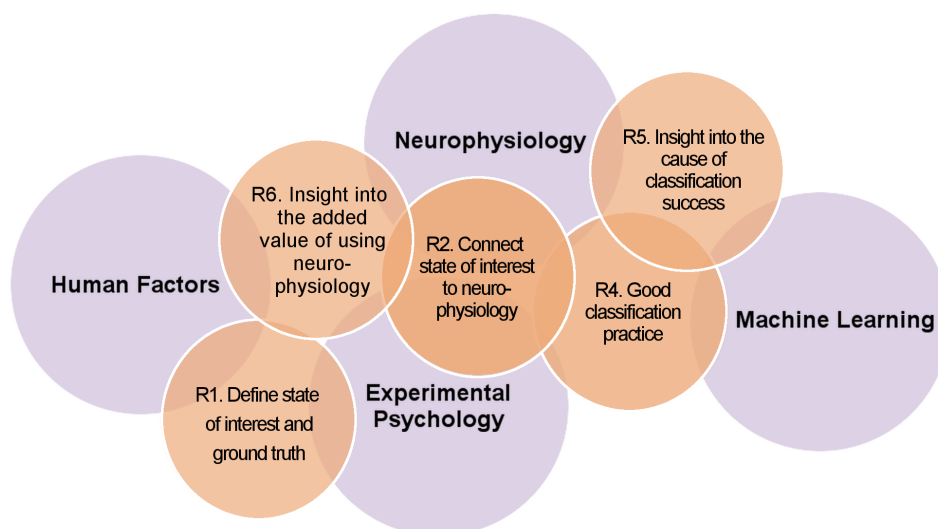 Neurophysiology
R5. Insight into the
cause of
classification
success
R6. Insight into
the added
value of using
neuro-
physiology
R2. Connect
state of interest
to neuro-
physiology
Human Factors
R4. Good
classification
practice
Machine Learning
R1. Define state
of interest and
ground truth
Experimental
Psychology